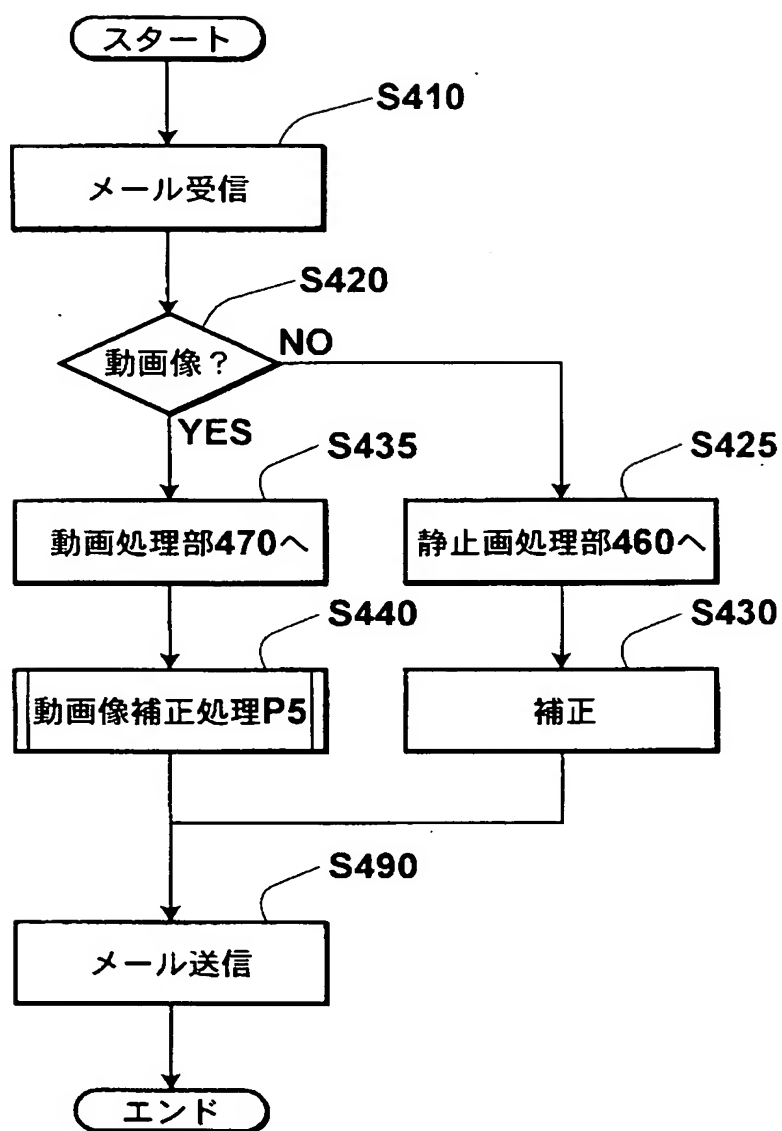 スタート
S410
メール受信
S420
動画像？
NO
YES
S435
S425
動画処理部470へ
静止画処理部460へ
S440
S430
動画像補正処理P5
補正
S490
メール送信
エンド